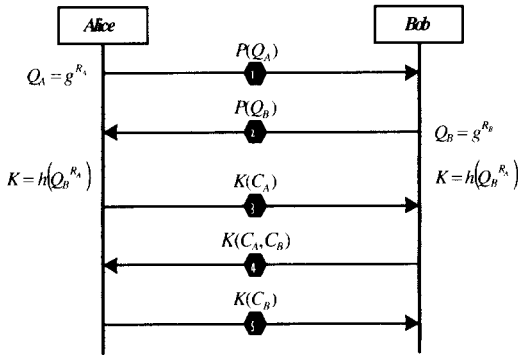 Alice
Bob
P(Q_A)
1
Q_A = g^{R_A}
P(Q_B)
2
Q_B = g^{R_B}
K = h(Q_B^{R_A})
K = h(Q_B^{R_A})
K(C_A)
3
K(C_A, C_B)
4
K(C_B)
5